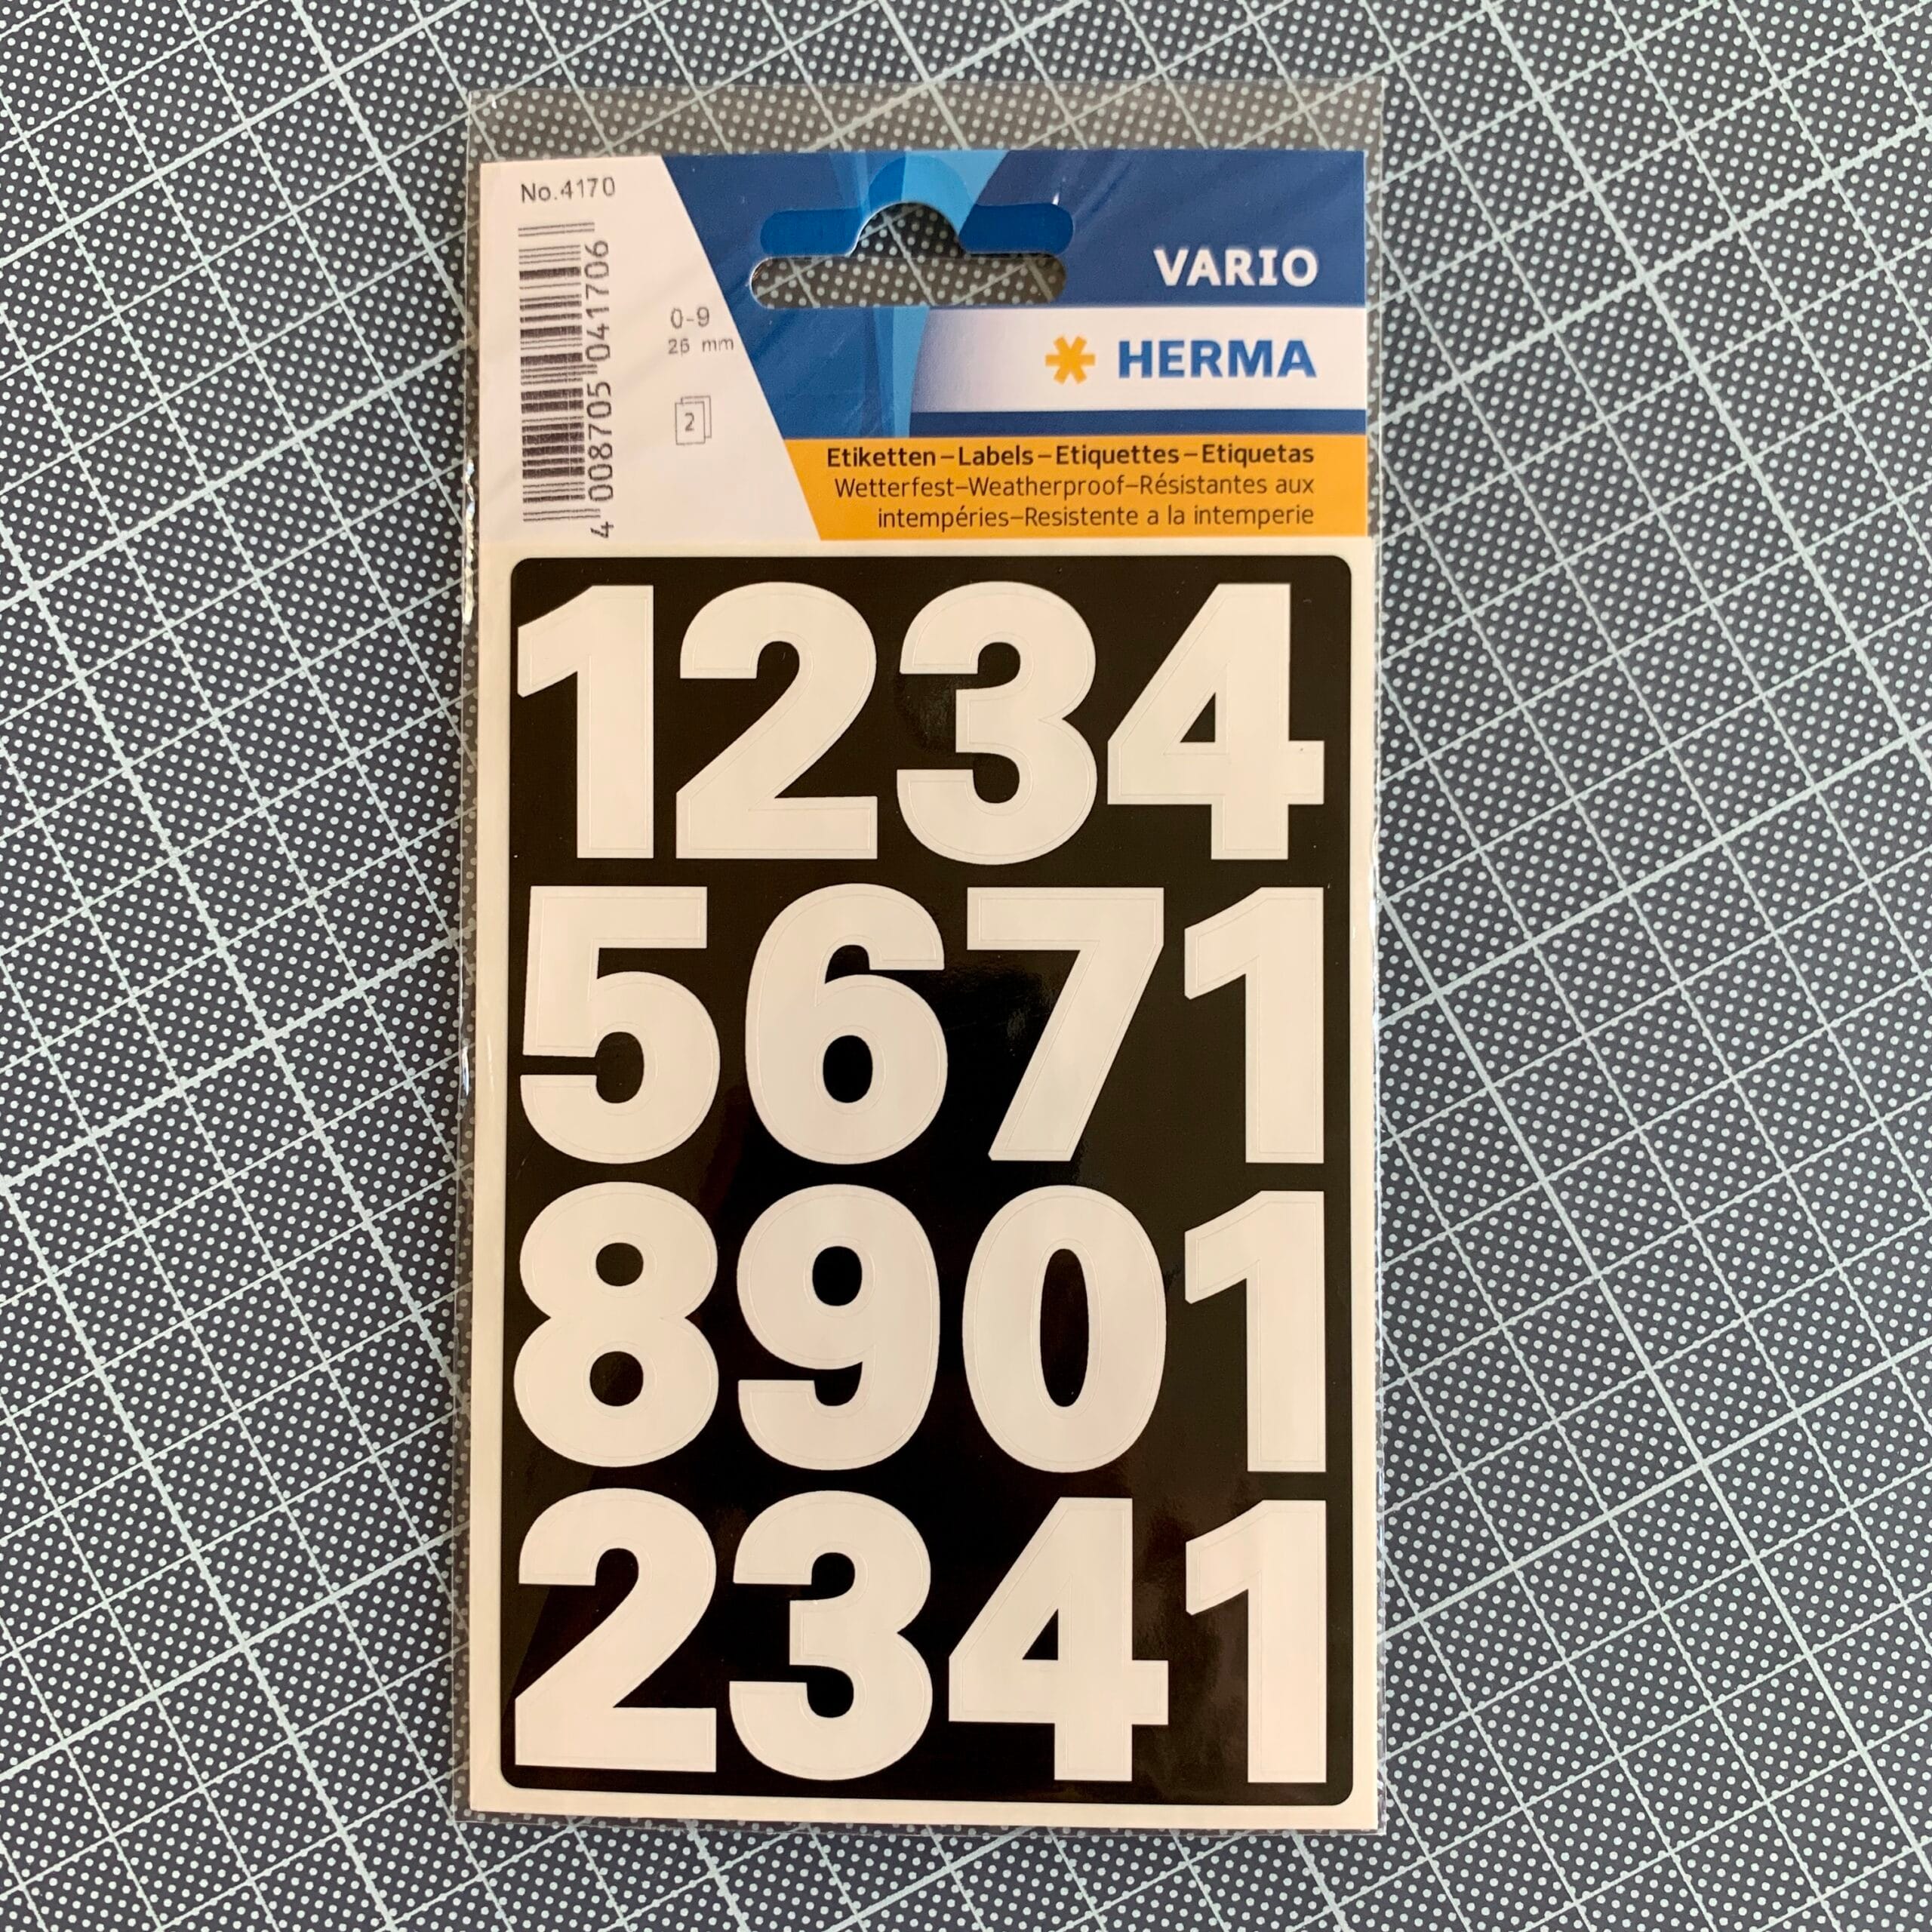 No.4170
4 008705 041706
0-9
25 mm
2
VARIO
HERMA
Etiketten–Labels–Etiquettes–Etiquetas
Wetterfest–Weatherproof–Résistantes aux
intempéries–Resistente a la intemperie
1234
5671
8901
2341